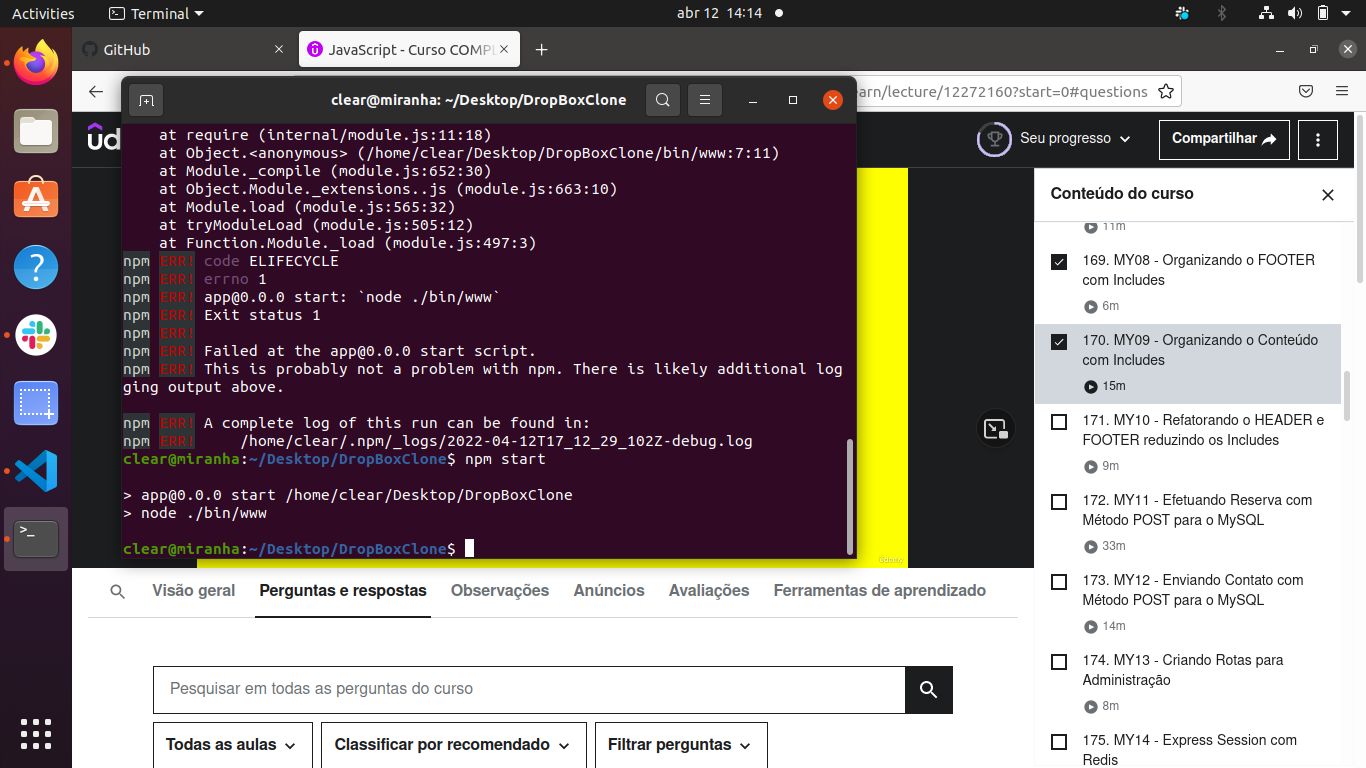 Activities
Terminal
abr 12 14:14
GitHub
JavaScript - Curso COMPL
clear@miranha: ~/Desktop/DropBoxClone
earn/lecture/12272160?start=0#questions
at require (internal/module.js:11:18)
at Object.<anonymous> (/home/clear/Desktop/DropBoxClone/bin/www:7:11)
at Module._compile (module.js:652:30)
at Object.Module._extensions..js (module.js:663:10)
at Module.load (module.js:565:32)
at tryModuleLoad (module.js:505:12)
at Function.Module._load (module.js:497:3)
npm ERR! code ELIFECYCLE
npm ERR! errno 1
npm ERR! app@0.0.0 start: `node ./bin/www`
npm ERR! Exit status 1
npm ERR!
npm ERR! Failed at the app@0.0.0 start script.
npm ERR! This is probably not a problem with npm. There is likely additional log
ging output above.
npm ERR! A complete log of this run can be found in:
npm ERR!     /home/clear/.npm/_logs/2022-04-12T17_12_29_102Z-debug.log
clear@miranha:~/Desktop/DropBoxClone$ npm start
> app@0.0.0 start /home/clear/Desktop/DropBoxClone
> node ./bin/www
clear@miranha:~/Desktop/DropBoxClone$
ûd
Seu progresso
Compartilhar
Udemy
Conteúdo do curso
11m
169. MY08 - Organizando o FOOTER
com Includes
6m
170. MY09 - Organizando o Conteúdo
com Includes
15m
171. MY10 - Refatorando o HEADER e
FOOTER reduzindo os Includes
9m
172. MY11 - Efetuando Reserva com
Método POST para o MySQL
33m
173. MY12 - Enviando Contato com
Método POST para o MySQL
14m
174. MY13 - Criando Rotas para
Administração
8m
175. MY14 - Express Session com
Redis
Visão geral
Perguntas e respostas
Observações
Anúncios
Avaliações
Ferramentas de aprendizado
Pesquisar em todas as perguntas do curso
Todas as aulas
Classificar por recomendado
Filtrar perguntas